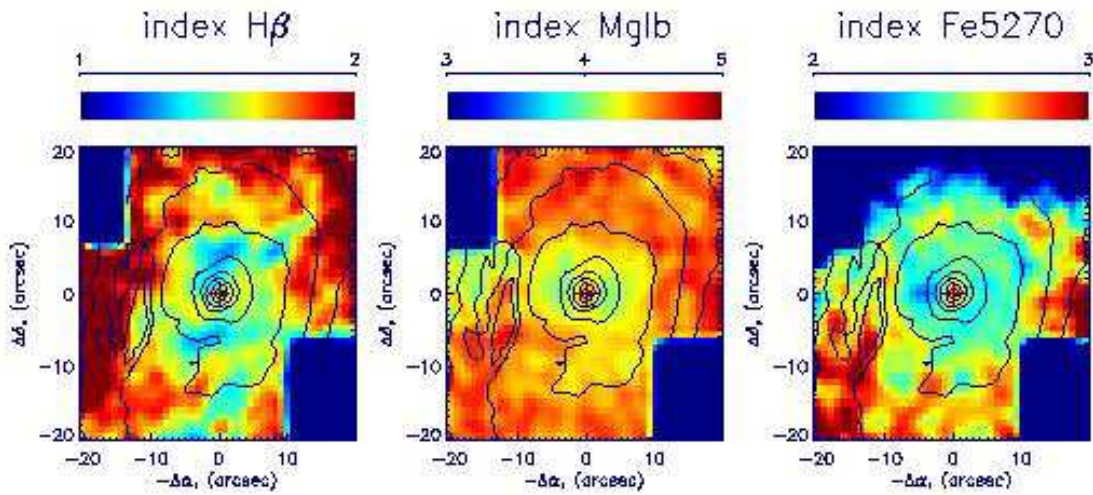 index Hβ
index MgIb
index Fe5270
1 2
3 4 5
2 3
20
10
0
-10
-20
Δδ, (arcsec)
-20 -10 0 10
-Δα, (arcsec)
20
10
0
-10
-20
Δδ, (arcsec)
-20 -10 0 10
-Δα, (arcsec)
20
10
0
-10
-20
Δδ, (arcsec)
-20 -10 0 10
-Δα, (arcsec)